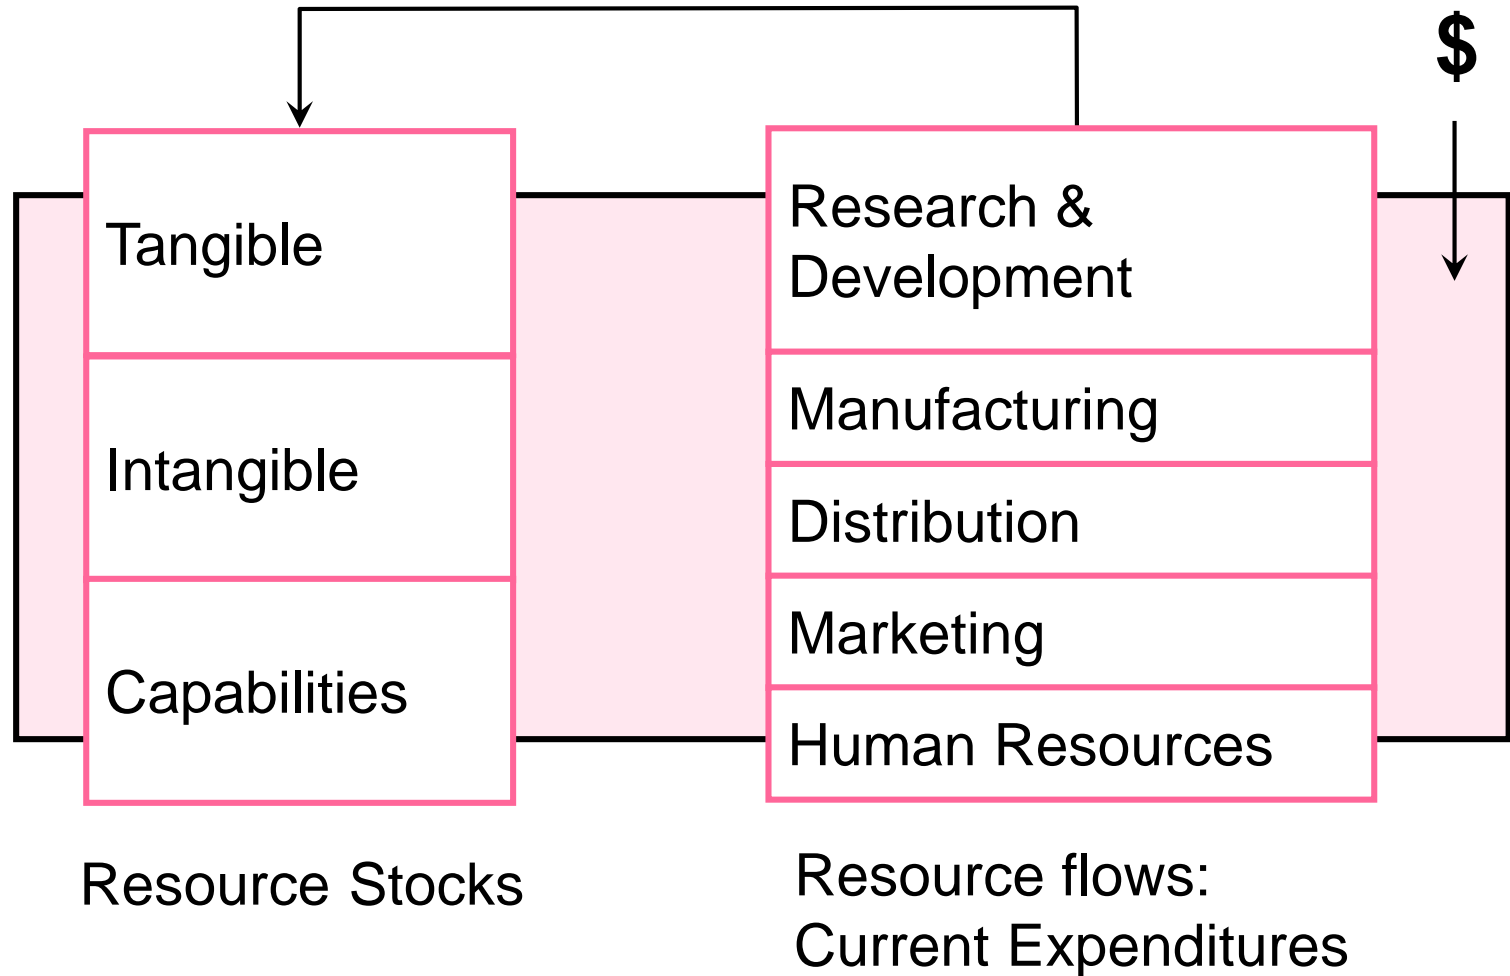 $
Tangible
Intangible
Capabilities
Resource Stocks
Research &
Development
Manufacturing
Distribution
Marketing
Human Resources
Resource flows:
Current Expenditures